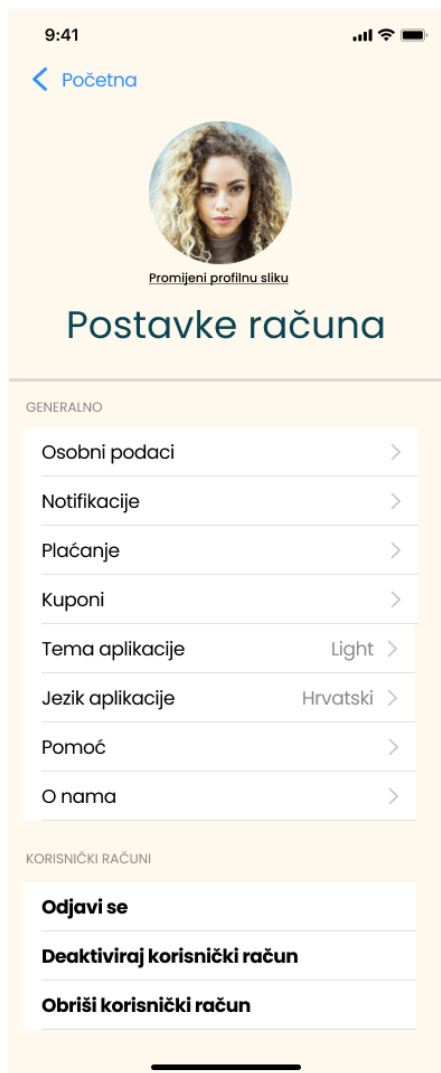 9:41
Početna
Promijeni profilnu sliku
Postavke računa
GENERALNO
Osobni podaci
Notifikacije
Plaćanje
Kuponi
Tema aplikacije Light
Jezik aplikacije Hrvatski
Pomoć
O nama
KORISNIČKI RAČUNI
Odjavi se
Deaktiviraj korisnički račun
Obriši korisnički račun